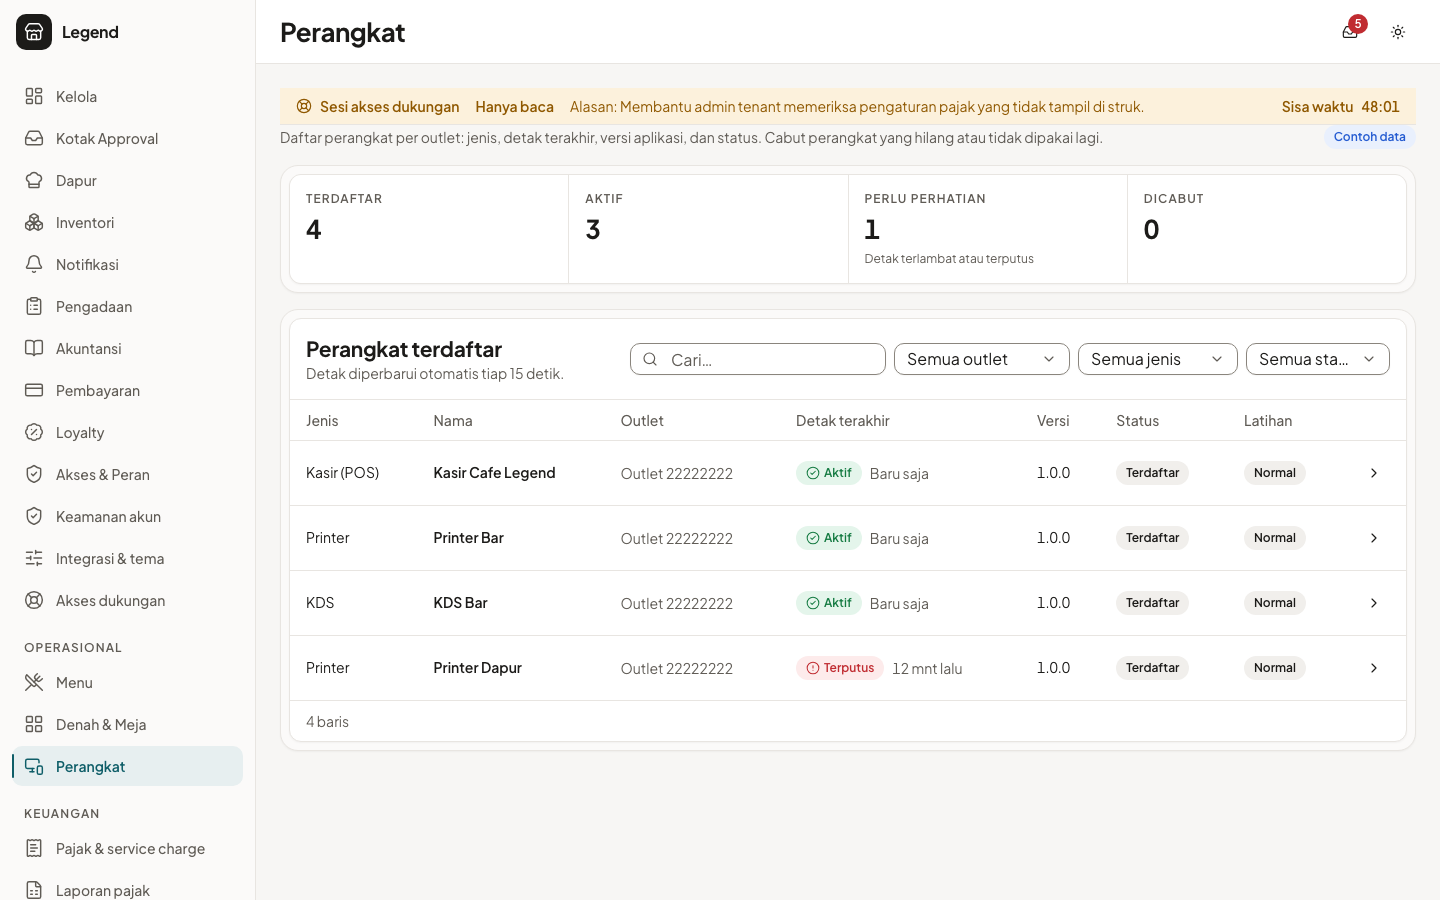 Legend
Perangkat
5
Kelola
Kotak Approval
Dapur
Inventori
Notifikasi
Pengadaan
Akuntansi
Pembayaran
Loyalty
Akses & Peran
Keamanan akun
Integrasi & tema
Akses dukungan
OPERASIONAL
Menu
Denah & Meja
Perangkat
KEUANGAN
Pajak & service charge
Laporan pajak
Sesi akses dukungan Hanya baca Alasan: Membantu admin tenant memeriksa pengaturan pajak yang tidak tampil di struk. Sisa waktu 48:01
Daftar perangkat per outlet: jenis, detak terakhir, versi aplikasi, dan status. Cabut perangkat yang hilang atau tidak dipakai lagi. Contoh data
TERDAFTAR AKTIF PERLU PERHATIAN DICABUT
4 3 1 0
Detak terlambat atau terputus
Perangkat terdaftar
Detak diperbarui otomatis tiap 15 detik.
Cari... Semua outlet Semua jenis Semua sta...
Jenis Nama Outlet Detak terakhir Versi Status Latihan
Kasir (POS) Kasir Cafe Legend Outlet 22222222 Aktif Baru saja 1.0.0 Terdaftar Normal
Printer Printer Bar Outlet 22222222 Aktif Baru saja 1.0.0 Terdaftar Normal
KDS KDS Bar Outlet 22222222 Aktif Baru saja 1.0.0 Terdaftar Normal
Printer Printer Dapur Outlet 22222222 Terputus 12 mnt lalu 1.0.0 Terdaftar Normal
4 baris